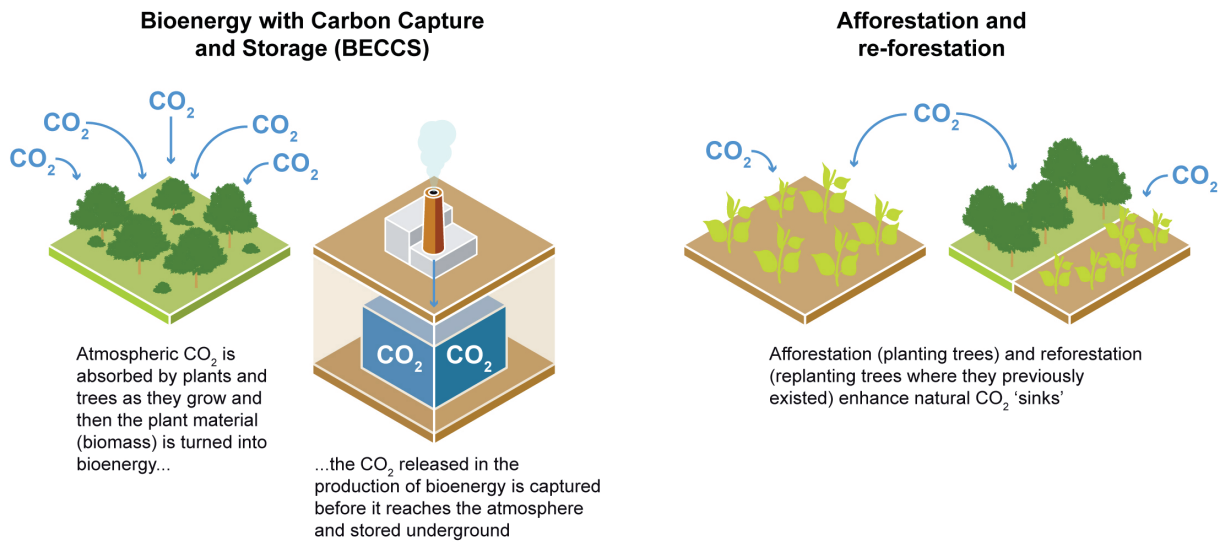 Bioenergy with Carbon Capture
and Storage (BECCS)
CO₂
CO₂
CO₂
CO₂
CO₂
Atmospheric CO₂ is
absorbed by plants and
trees as they grow and
then the plant material
(biomass) is turned into
bioenergy...
CO₂
CO₂
...the CO₂ released in the
production of bioenergy is captured
before it reaches the atmosphere
and stored underground
Afforestation and
re-forestation
CO₂
CO₂
CO₂
Afforestation (planting trees) and reforestation
(replanting trees where they previously
existed) enhance natural CO₂ ‘sinks’